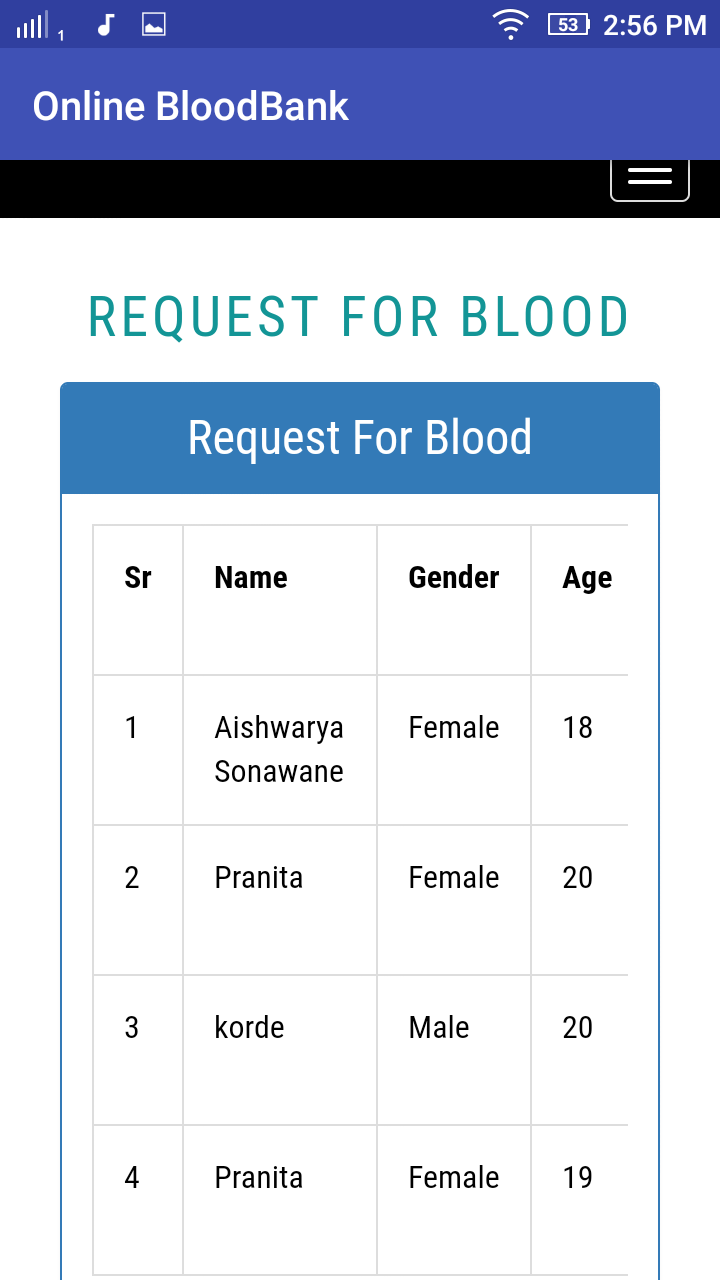 1 53 2:56 PM
Online BloodBank
REQUEST FOR BLOOD
Request For Blood
Sr Name Gender Age
1 Aishwarya Female 18
Sonawane
2 Pranita Female 20
3 korde Male 20
4 Pranita Female 19